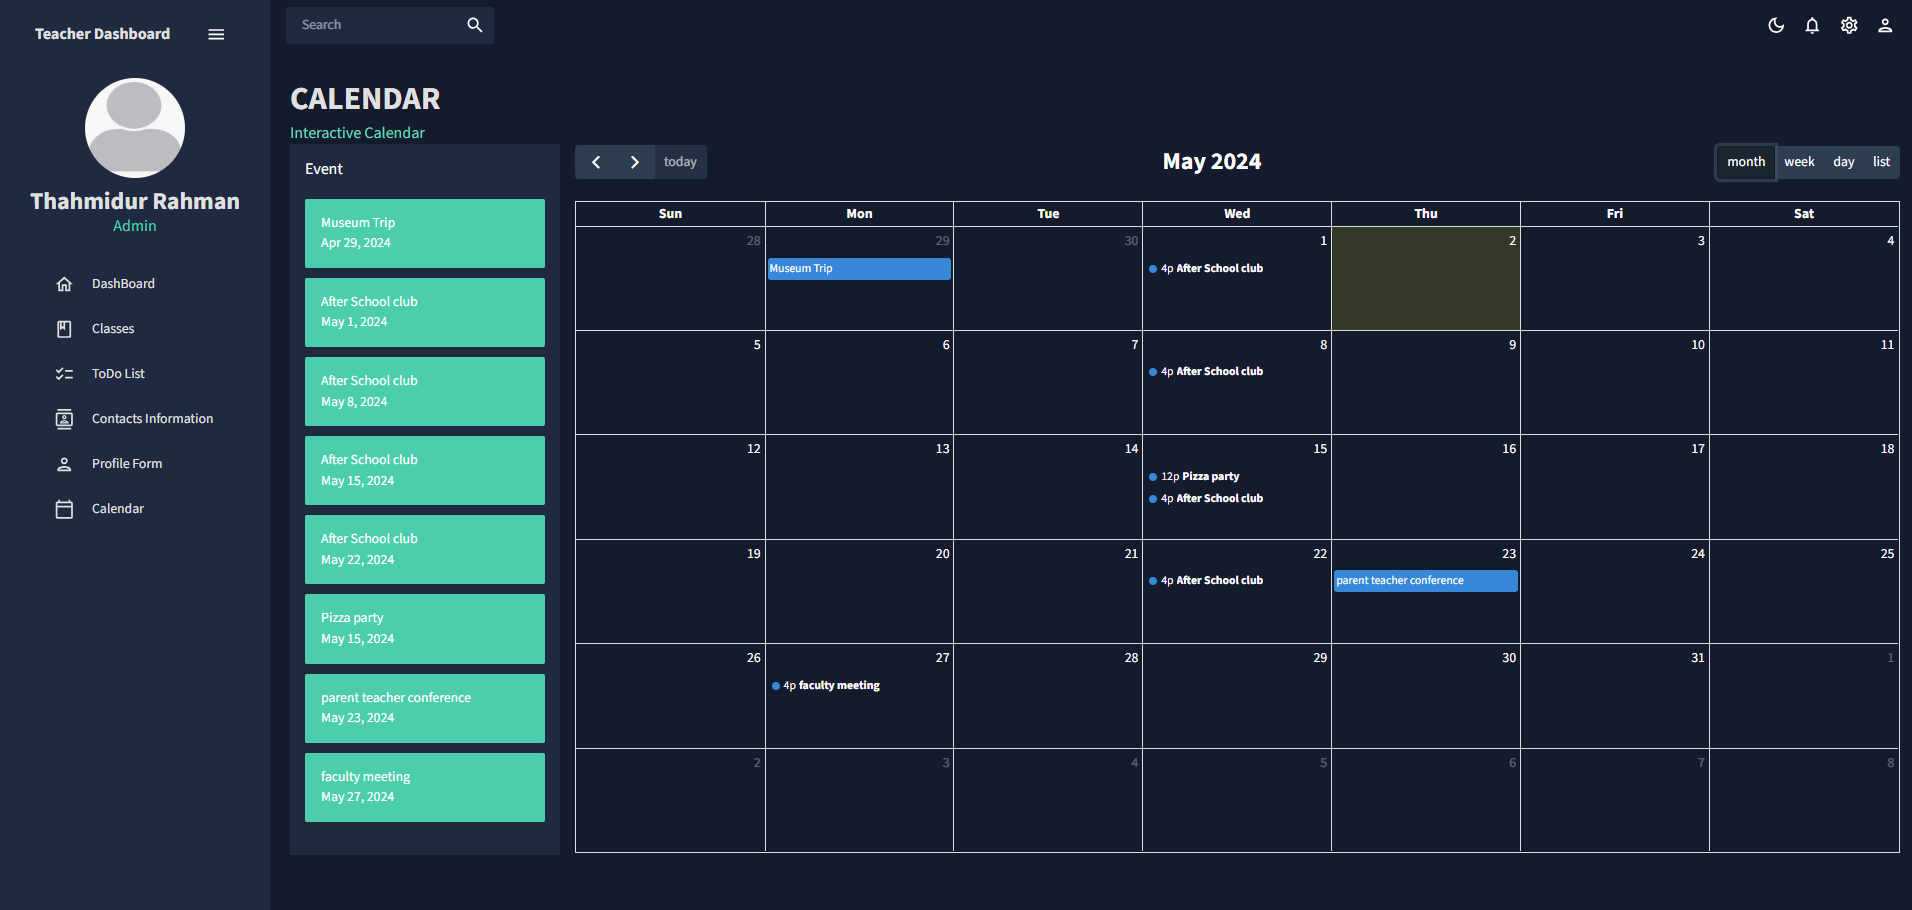 Teacher Dashboard
Search
Thahmidur Rahman
Admin
DashBoard
Classes
ToDo List
Contacts Information
Profile Form
Calendar
CALENDAR
Interactive Calendar
Event
Museum Trip
Apr 29, 2024
After School club
May 1, 2024
After School club
May 8, 2024
After School club
May 15, 2024
After School club
May 22, 2024
Pizza party
May 15, 2024
parent teacher conference
May 23, 2024
faculty meeting
May 27, 2024
today
May 2024
month week day list
Sun Mon Tue Wed Thu Fri Sat
28 29 30 1 2 3 4
Museum Trip
4p After School club
5 6 7 8 9 10 11
4p After School club
12 13 14 15 16 17 18
12p Pizza party
4p After School club
19 20 21 22 23 24 25
4p After School club
parent teacher conference
26 27 28 29 30 31 1
4p faculty meeting
2 3 4 5 6 7 8